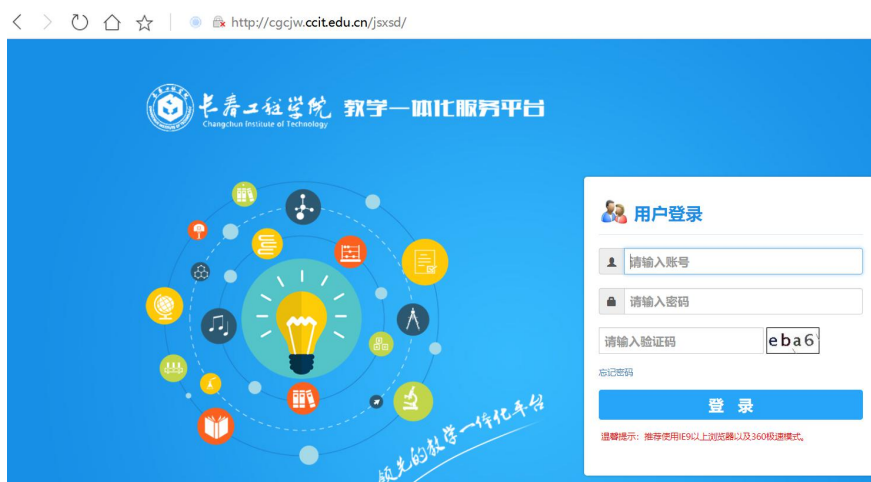 http://cgcjw.ccit.edu.cn/jsxsd/
长春工程学院 教学一体化服务平台
Changchun Institute of Technology
用户登录
请输入账号
请输入密码
请输入验证码 eba6
忘记密码
登 录
温馨提示：推荐使用IE9以上浏览器以及360极速模式。
领先的教学一体化平台